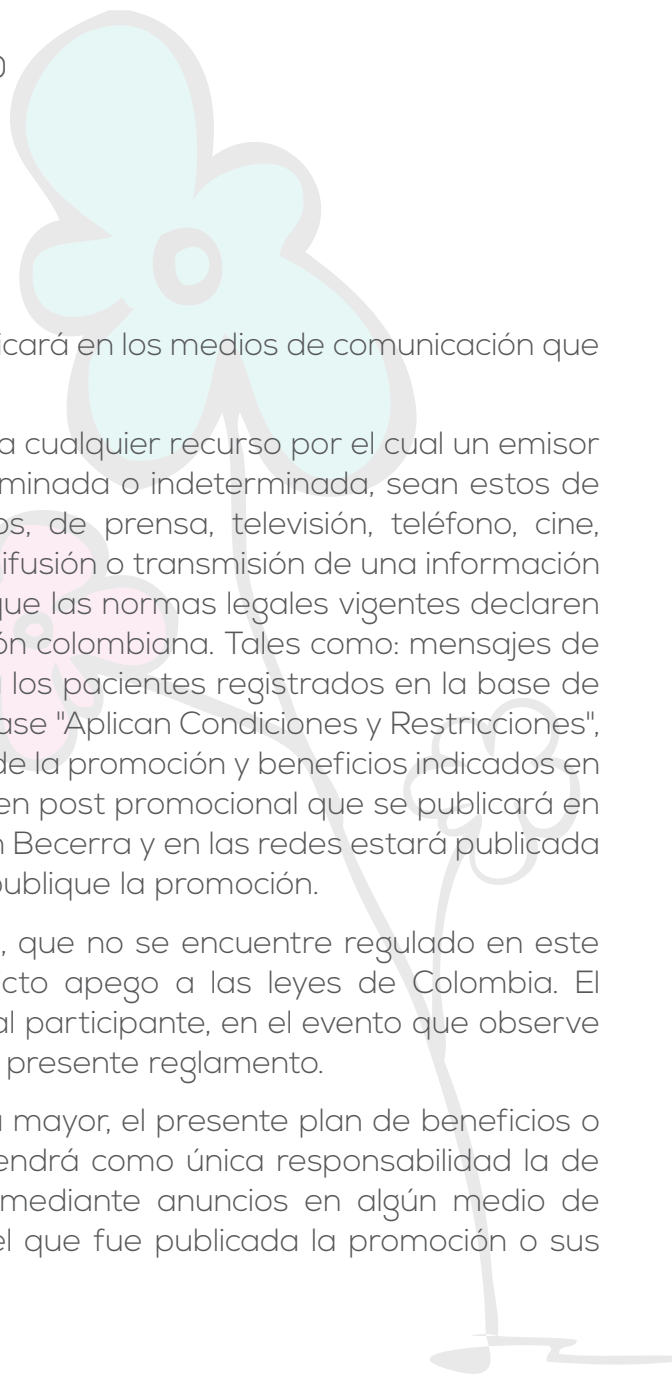 icará en los medios de comunicación que
a cualquier recurso por el cual un emisor
minada o indeterminada, sean estos de
os, de prensa, televisión, teléfono, cine,
ifusión o transmisión de una información
que las normas legales vigentes declaren
ón colombiana. Tales como: mensajes de
los pacientes registrados en la base de
ase "Aplican Condiciones y Restricciones",
de la promoción y beneficios indicados en
en post promocional que se publicará en
n Becerra y en las redes estará publicada
publique la promoción.
, que no se encuentre regulado en este
cto apego a las leyes de Colombia. El
al participante, en el evento que observe
presente reglamento.
a mayor, el presente plan de beneficios o
endrá como única responsabilidad la de
mediante anuncios en algún medio de
el que fue publicada la promoción o sus